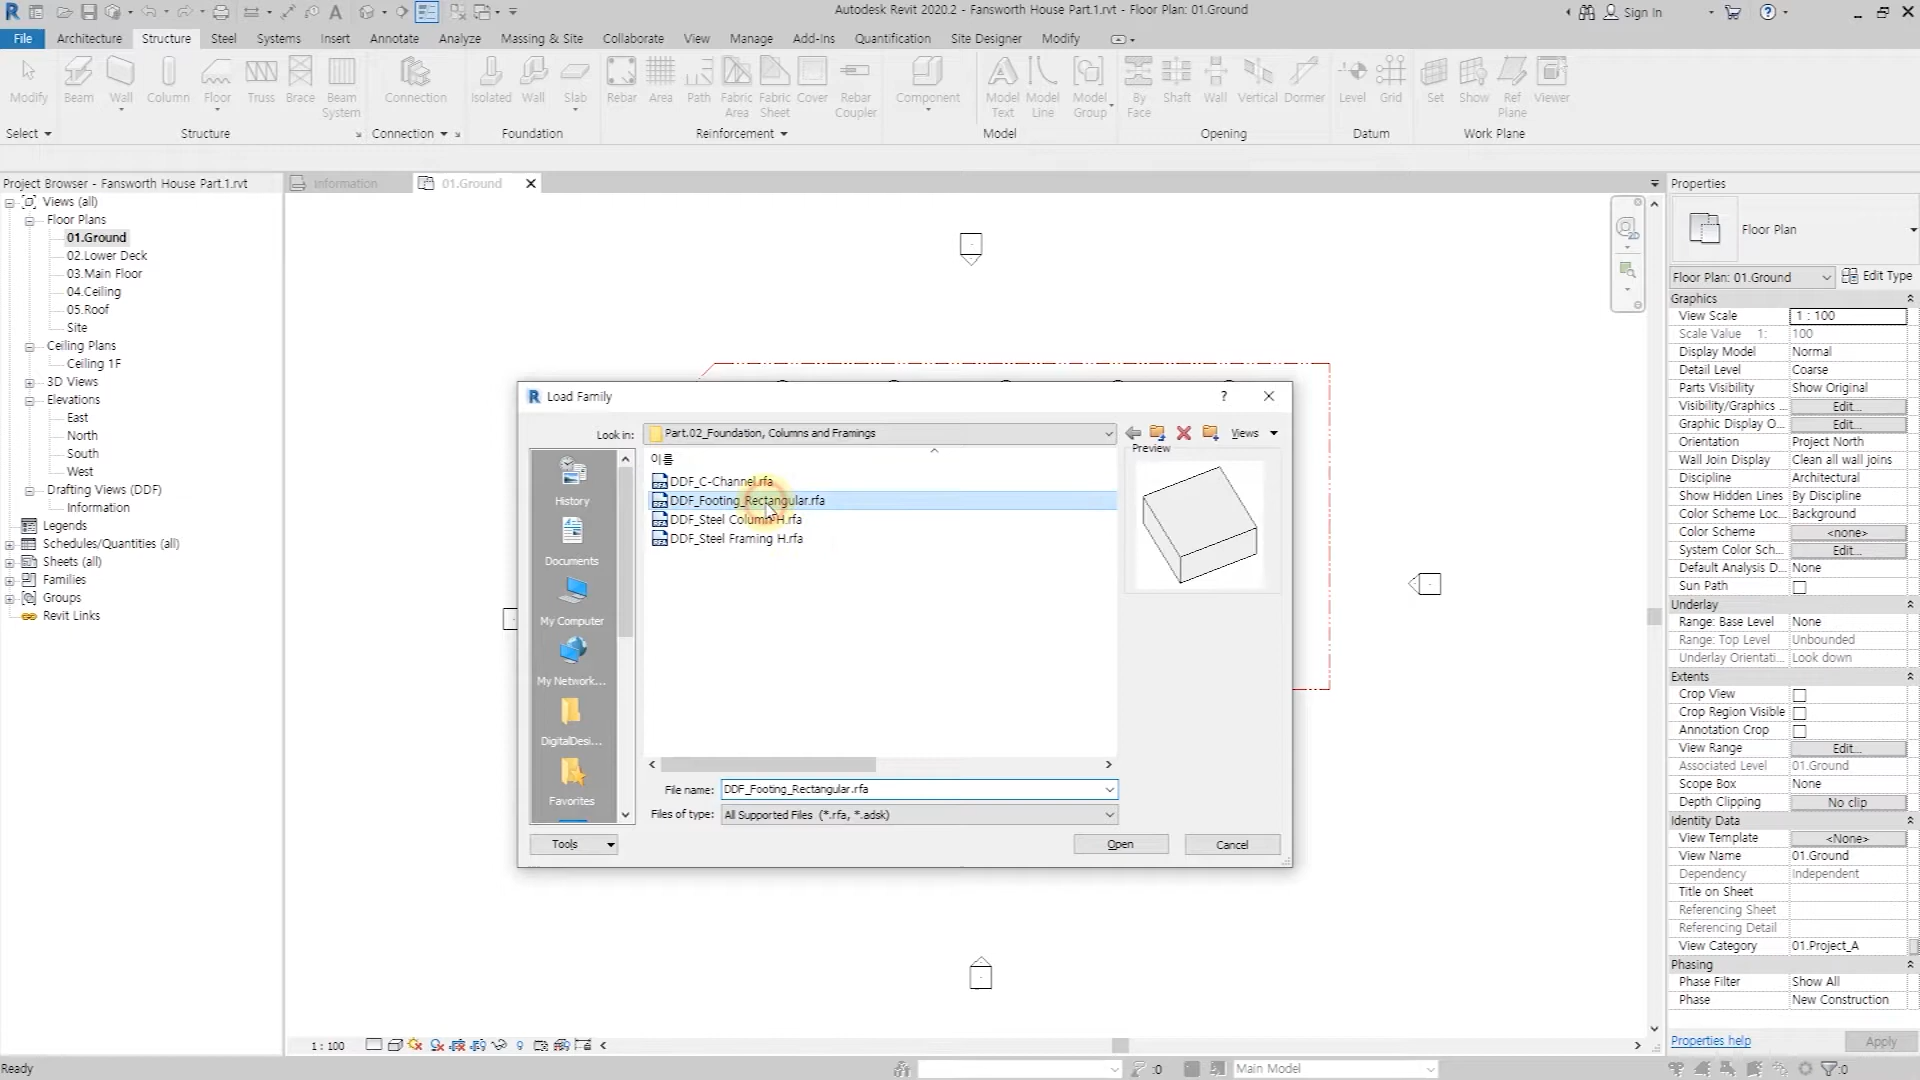 Autodesk Revit 2020.2 - Fansworth House Part.1.rvt - Floor Plan: 01.Ground
Sign In
File Architecture Structure Steel Systems Insert Annotate Analyze Massing & Site Collaborate View Manage Add-Ins Quantification Site Designer Modify
Modify Beam Wall Column Floor Truss Brace Beam System Connection Isolated Wall Slab Rebar Area Path Fabric Area Fabric Sheet Cover Rebar Coupler Component Model Text Model Line Model Group By Face Shaft Wall Vertical Dormer Level Grid Set Show Ref Plane Viewer
Select Structure Connection Foundation Reinforcement Model Opening Datum Work Plane
Project Browser - Fansworth House Part.1.rvt
Views (all)
Floor Plans
01.Ground
02.Lower Deck
03.Main Floor
04.Ceiling
05.Roof
Site
Ceiling Plans
Ceiling 1F
3D Views
Elevations
East
North
South
West
Drafting Views (DDF)
Information
Legends
Schedules/Quantities (all)
Sheets (all)
Families
Groups
Revit Links
Information
01.Ground
2D
Load Family
?
Look in: Part.02_Foundation, Columns and Framings
Views
Preview
이름
DDF_C-Channel.rfa
DDF_Footing_Rectangular.rfa
DDF_Steel Column H.rfa
DDF_Steel Framing H.rfa
History
Documents
My Computer
My Network...
DigitalDesi...
Favorites
File name: DDF_Footing_Rectangular.rfa
Files of type: All Supported Files (*.rfa, *.adsk)
Tools
Open
Cancel
Properties
Floor Plan
Floor Plan: 01.Ground Edit Type
Graphics
View Scale 1 : 100
Scale Value 1: 100
Display Model Normal
Detail Level Coarse
Parts Visibility Show Original
Visibility/Graphics ... Edit...
Graphic Display O... Edit...
Orientation Project North
Wall Join Display Clean all wall joins
Discipline Architectural
Show Hidden Lines By Discipline
Color Scheme Loc... Background
Color Scheme <none>
System Color Sch... Edit...
Default Analysis D... None
Sun Path
Underlay
Range: Base Level None
Range: Top Level Unbounded
Underlay Orientati... Look down
Extents
Crop View
Crop Region Visible
Annotation Crop
View Range Edit...
Associated Level 01.Ground
Scope Box None
Depth Clipping No clip
Identity Data
View Template <None>
View Name 01.Ground
Dependency Independent
Title on Sheet
Referencing Sheet
Referencing Detail
View Category 01.Project_A
Phasing
Phase Filter Show All
Phase New Construction
Properties help
Apply
1 : 100
Ready
:0
Main Model
:0